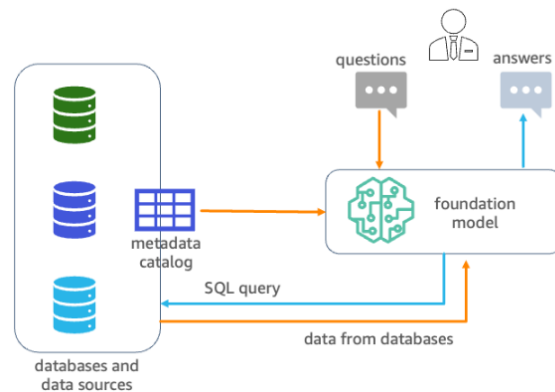 questions
answers
foundation
model
metadata
catalog
SQL query
data from databases
databases and
data sources